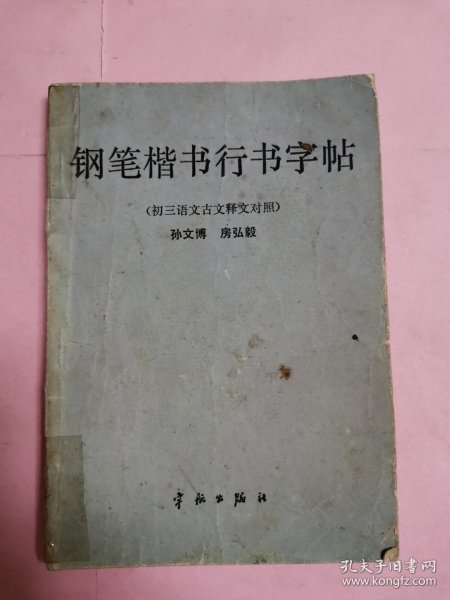 钢笔楷书行书字帖
（初三语文古文释文对照）
孙文博 房弘毅
宇航出版社
孔夫子旧书网
www.kongfz.com